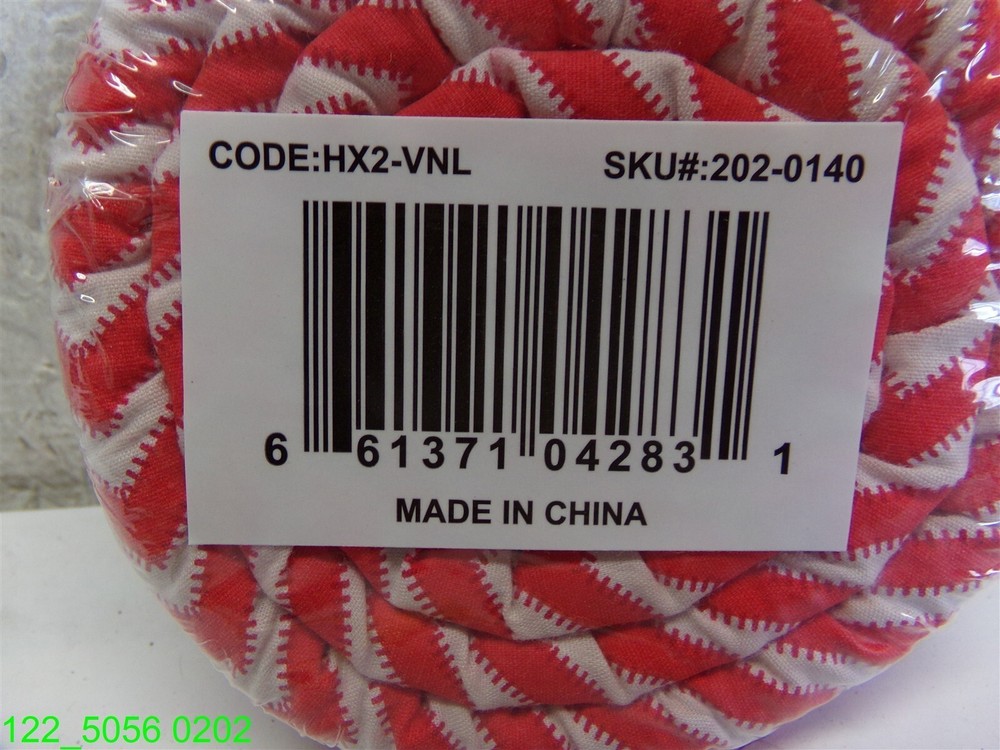 CODE:HX2-VNL SKU#:202-0140
6 61371 04283 1
MADE IN CHINA
122_5056 0202